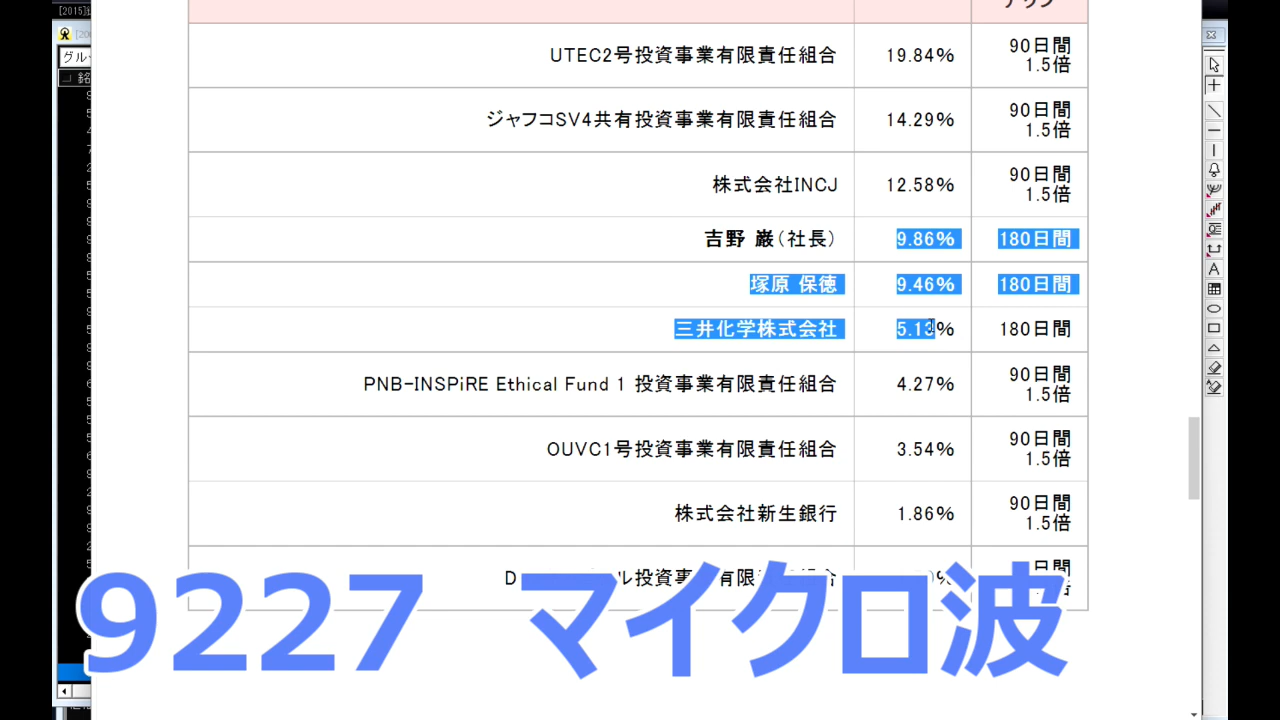 [2015]
グル
銘
UTEC2号投資事業有限責任組合 19.84% 90日間
1.5倍
ジャフコSV4共有投資事業有限責任組合 14.29% 90日間
1.5倍
株式会社INCJ 12.58% 90日間
1.5倍
吉野 巌(社長) 9.86% 180日間
塚原 保徳 9.46% 180日間
三井化学株式会社 5.13% 180日間
PNB-INSPiRE Ethical Fund 1 投資事業有限責任組合 4.27% 90日間
1.5倍
OUVC1号投資事業有限責任組合 3.54% 90日間
1.5倍
株式会社新生銀行 1.86% 90日間
1.5倍
9227 マイクロ波